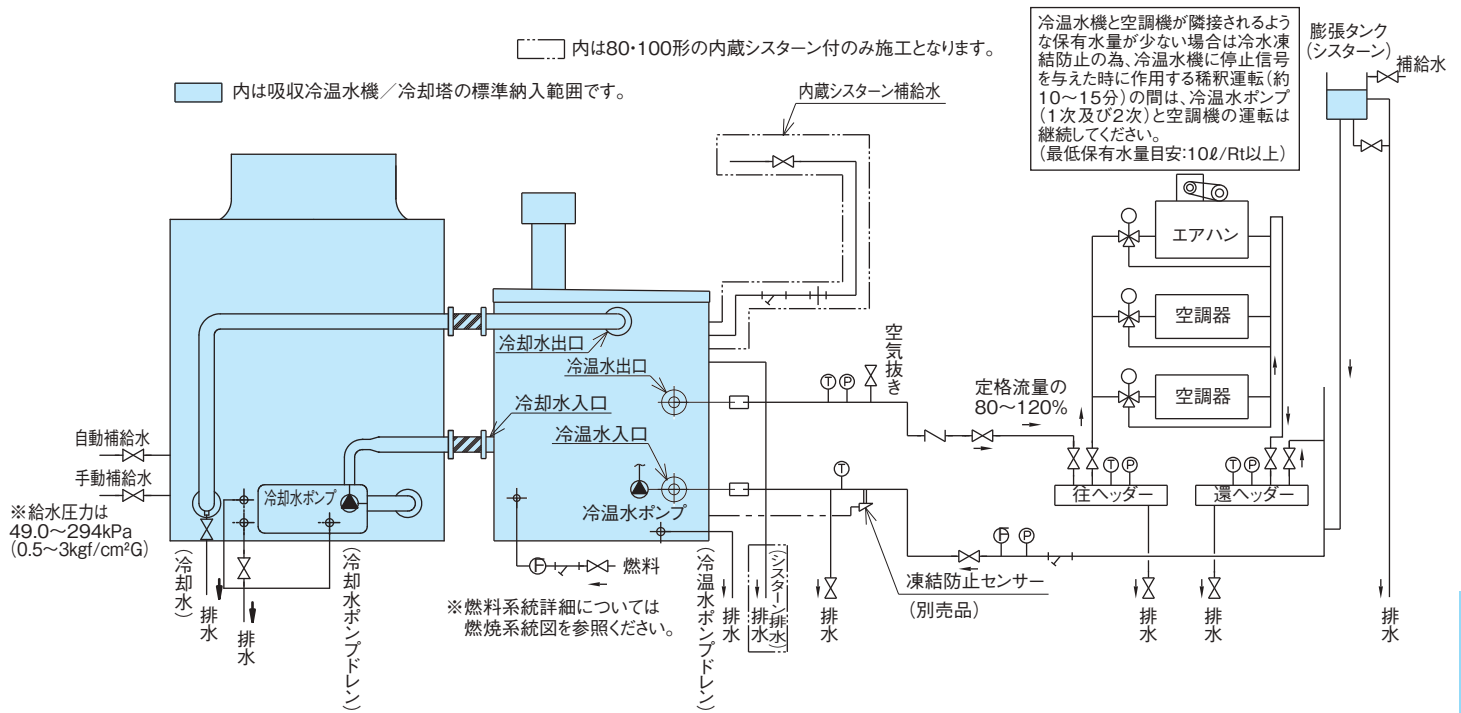 内は80・100形の内蔵シスターン付のみ施工となります。
内は吸収冷温水機／冷却塔の標準納入範囲です。
内蔵シスターン補給水
冷温水機と空調機が隣接されるよう
な保有水量が少ない場合は冷水凍
結防止の為、冷温水機に停止信号
を与えた時に作用する稀釈運転(約
10～15分)の間は、冷温水ポンプ
(1次及び2次)と空調機の運転は
継続してください。
(最低保有水量目安:10ℓ/Rt以上)
膨張タンク
(シスターン)
補給水
エアハン
空調器
空調器
冷却水出口
冷温水出口
冷却水入口
冷温水入口
空気抜き
T
P
定格流量の
80～120%
自動補給水
手動補給水
※給水圧力は
49.0～294kPa
(0.5～3kgf/cm²G)
冷却水ポンプ
冷温水ポンプ
T
T
P
T
P
往ヘッダー
還ヘッダー
F
P
F
燃料
※燃料系統詳細については
燃焼系統図を参照ください。
凍結防止センサー
(別売品)
(冷却水)
排水
排水
(冷却水ポンプドレン)
(冷温水ポンプドレン)
排水
排水
(シスターン排水)
排水
排水
排水
排水